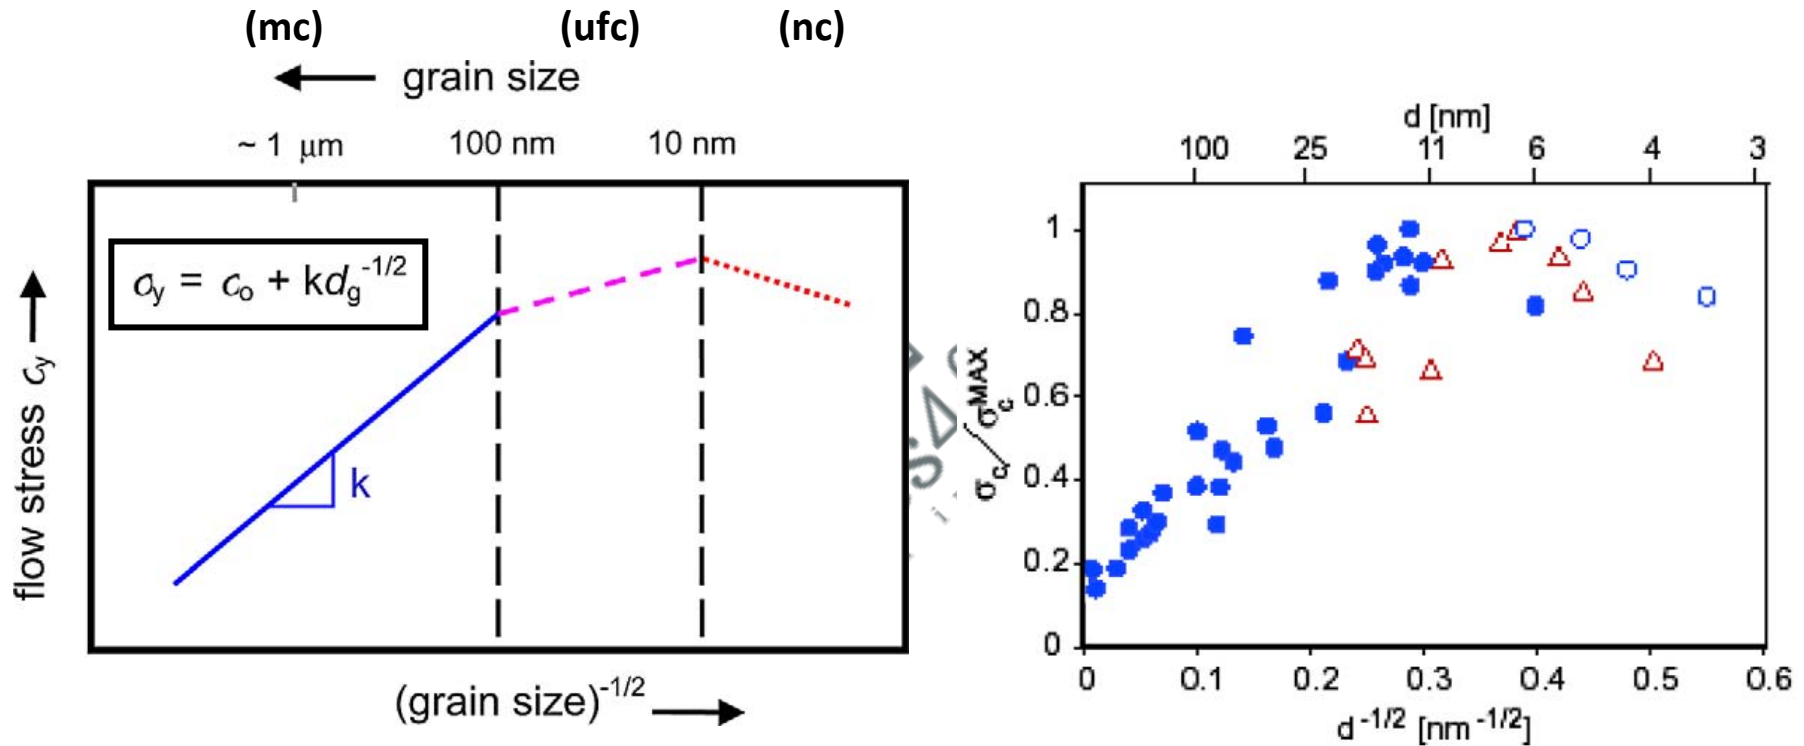 (mc) (ufc) (nc)
grain size
~ 1 μm 100 nm 10 nm
σy = σo + kdg-1/2
k
flow stress σy
(grain size)-1/2
d [nm]
100 25 11 6 4 3
1
0.8
0.6
0.4
0.2
0
σc/σcMAX
0 0.1 0.2 0.3 0.4 0.5 0.6
d-1/2 [nm-1/2]